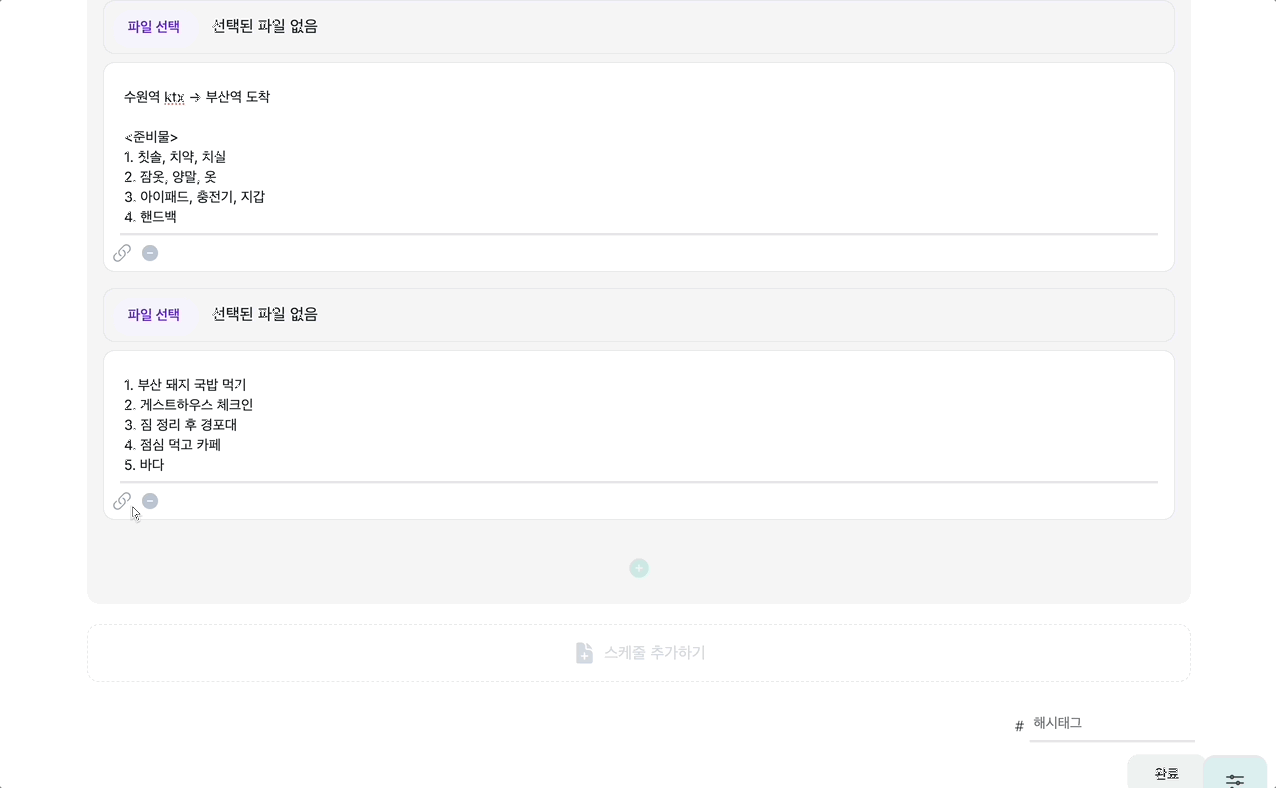 파일 선택 선택된 파일 없음
수원역 ktx → 부산역 도착
<준비물>
1. 칫솔, 치약, 치실
2. 잠옷, 양말, 옷
3. 아이패드, 충전기, 지갑
4. 핸드백
파일 선택 선택된 파일 없음
1. 부산 돼지 국밥 먹기
2. 게스트하우스 체크인
3. 짐 정리 후 경포대
4. 점심 먹고 카페
5. 바다
스케줄 추가하기
# 해시태그
완료